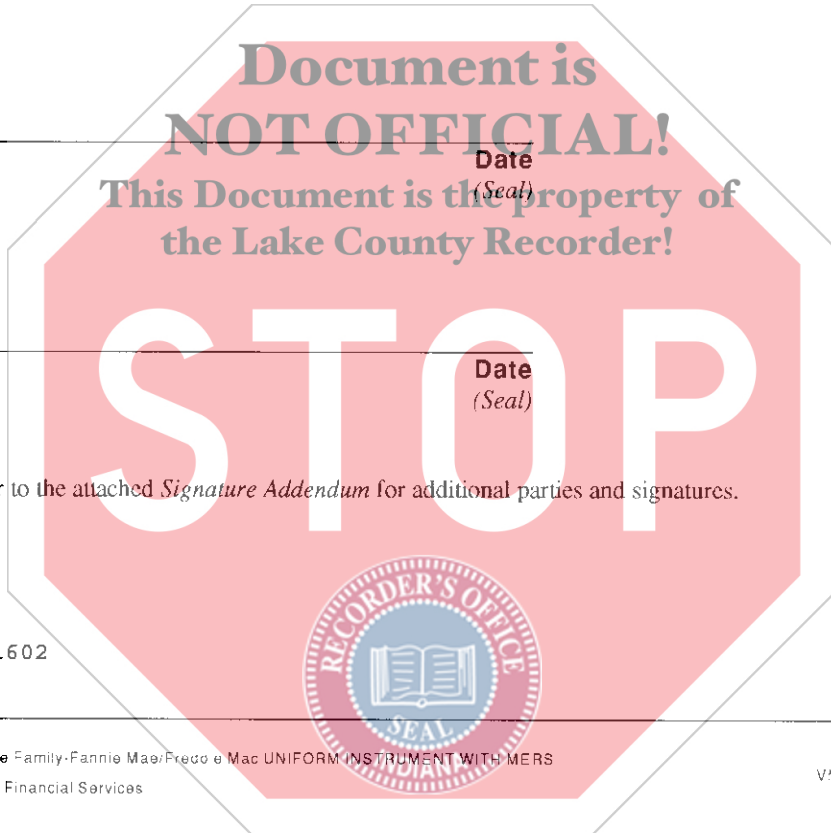 Document is
NOT OFFICIAL!
Date
This Document is the property of
(Seal)
the Lake County Recorder!
STOP
Date
(Seal)
to the attached Signature Addendum for additional parties and signatures.
RECORDER'S OFFICE
SEAL
INDIANA
602
Family-Fannie Mae/Freddie Mac UNIFORM INSTRUMENT WITH MERS
Financial Services